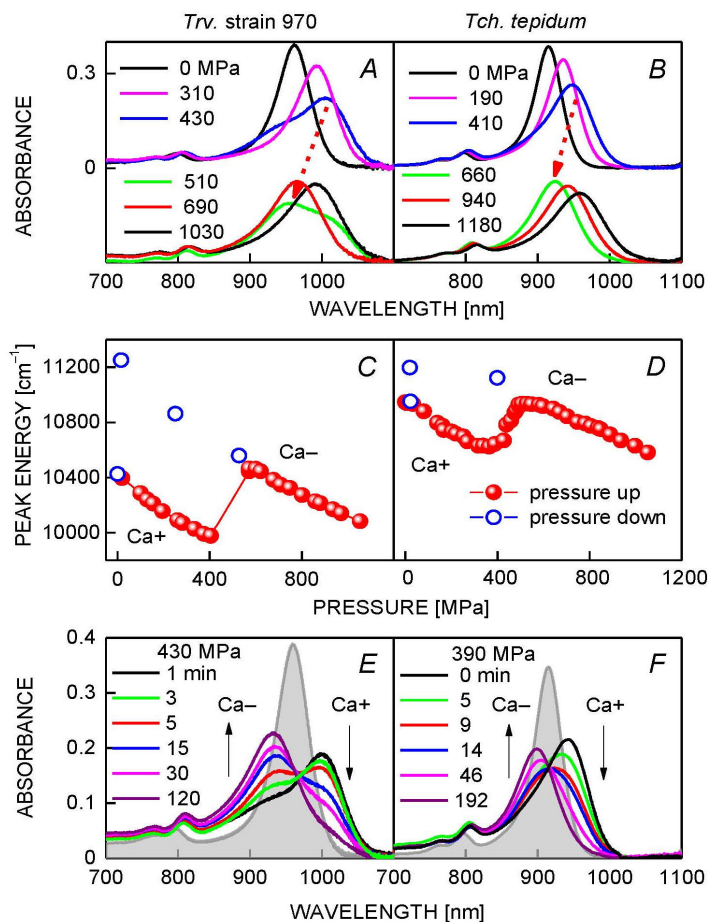 Trv. strain 970
Tch. tepidum
ABSORBANCE
0.3
0
A
0 MPa
310
430
510
690
1030
700
800
900
1000
B
0 MPa
190
410
660
940
1180
700
800
900
1000
1100
WAVELENGTH [nm]
PEAK ENERGY [cm⁻¹]
11200
10800
10400
10000
C
Ca–
Ca+
0
400
800
D
Ca–
Ca+
pressure up
pressure down
0
400
800
1200
PRESSURE [MPa]
ABSORBANCE
0.4
0.3
0.2
0.1
0
430 MPa
E
1 min
3
5
15
30
120
Ca–
Ca+
700
800
900
1000
390 MPa
F
0 min
5
9
14
46
192
Ca–
Ca+
700
800
900
1000
1100
WAVELENGTH [nm]